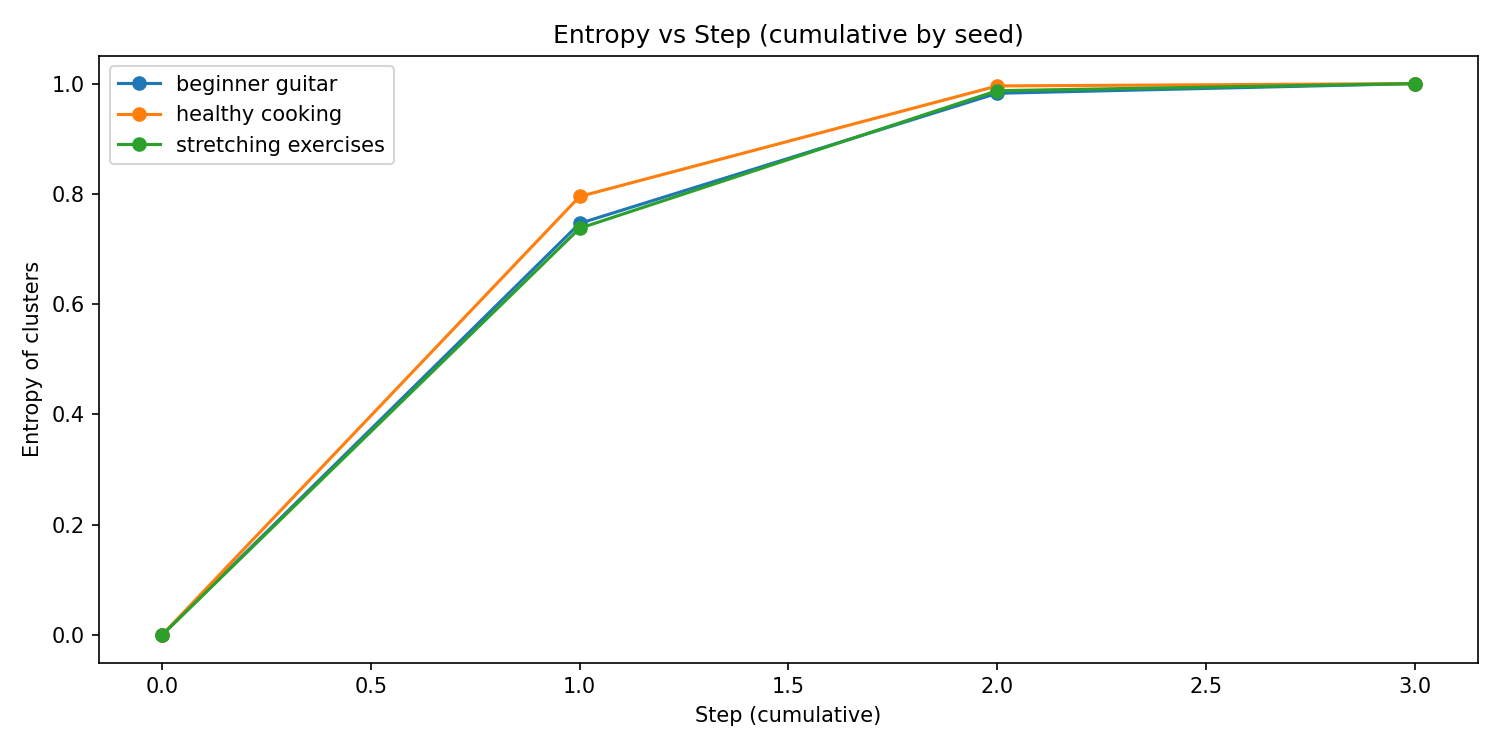 Entropy vs Step (cumulative by seed)
beginner guitar
healthy cooking
stretching exercises
Entropy of clusters
1.0
0.8
0.6
0.4
0.2
0.0
0.0 0.5 1.0 1.5 2.0 2.5 3.0
Step (cumulative)